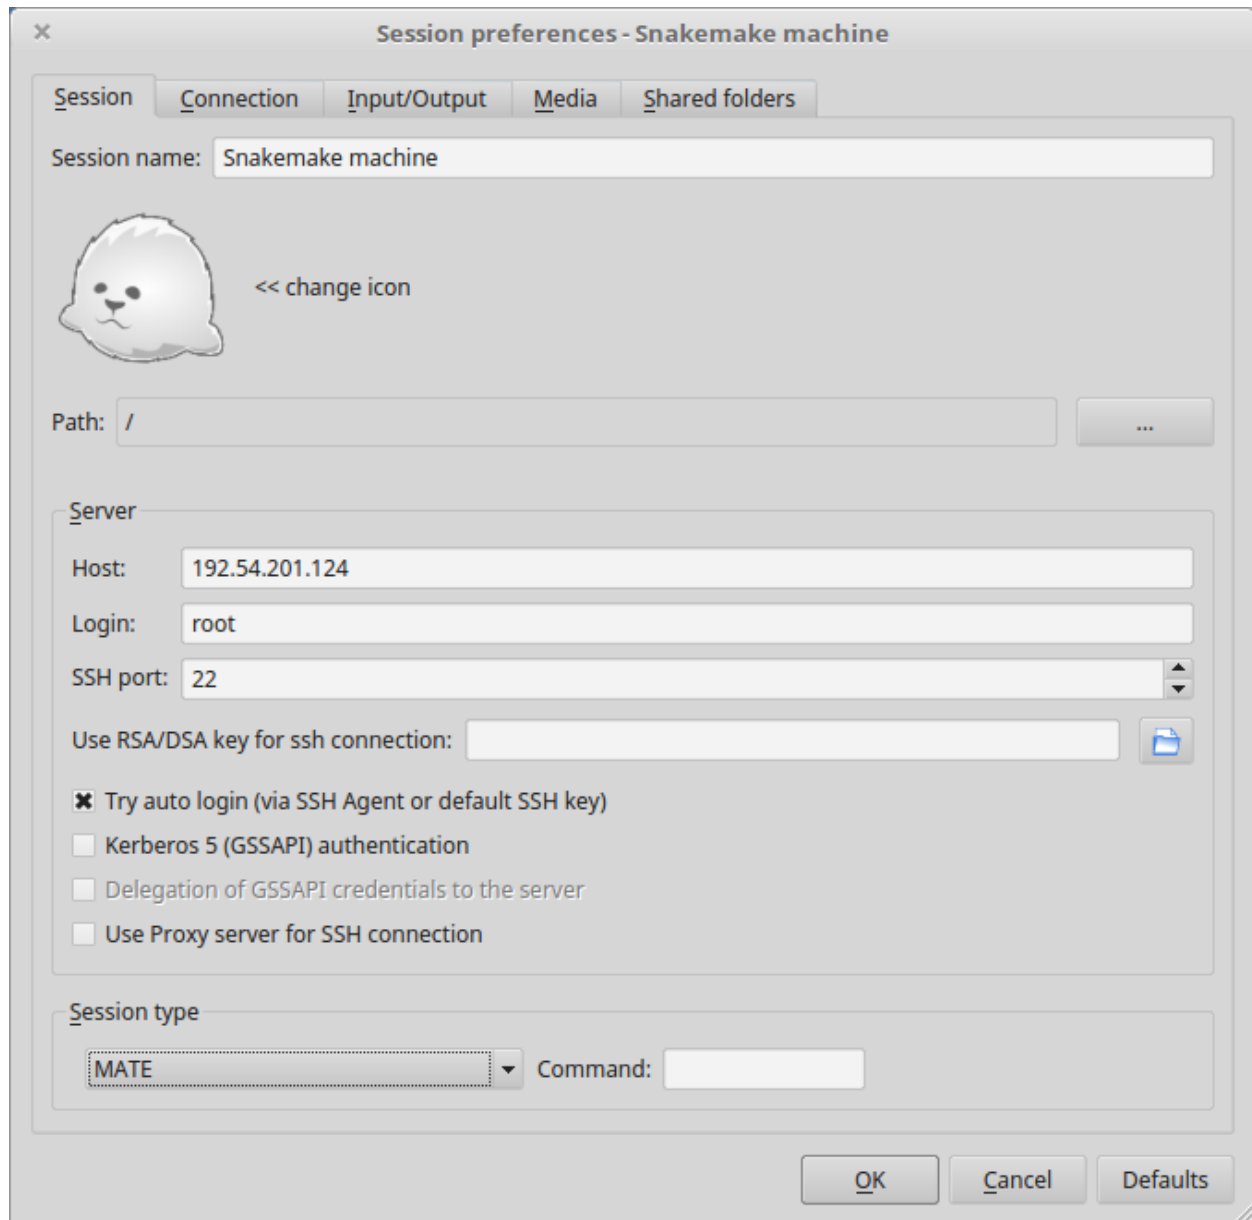 Session preferences - Snakemake machine
Session Connection Input/Output Media Shared folders
Session name: Snakemake machine
<< change icon
Path: / ...
Server
Host: 192.54.201.124
Login: root
SSH port: 22
Use RSA/DSA key for ssh connection:
Try auto login (via SSH Agent or default SSH key)
Kerberos 5 (GSSAPI) authentication
Delegation of GSSAPI credentials to the server
Use Proxy server for SSH connection
Session type
MATE Command:
OK Cancel Defaults